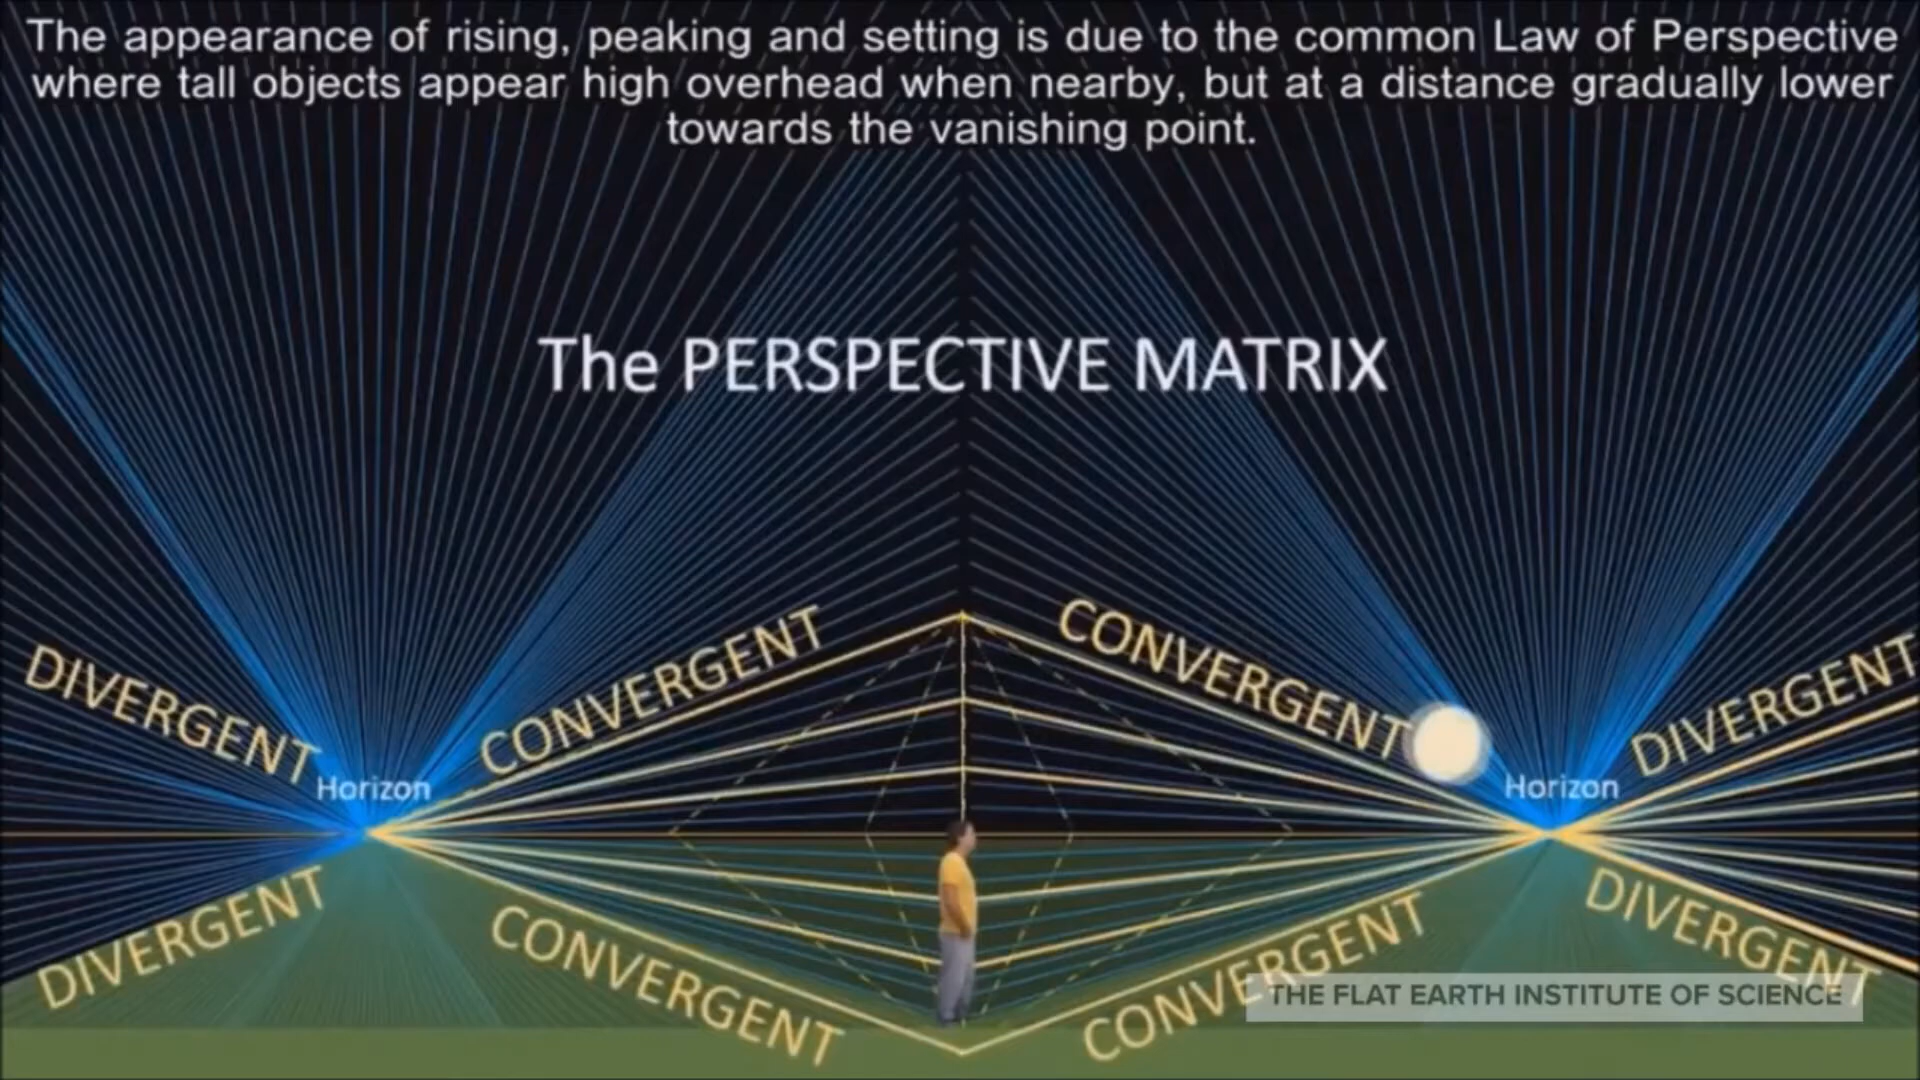 The appearance of rising, peaking and setting is due to the common Law of Perspective
where tall objects appear high overhead when nearby, but at a distance gradually lower
towards the vanishing point.
The PERSPECTIVE MATRIX
DIVERGENT
CONVERGENT
CONVERGENT
DIVERGENT
Horizon
Horizon
DIVERGENT
CONVERGENT
CONVERGENT
DIVERGENT
THE FLAT EARTH INSTITUTE OF SCIENCE